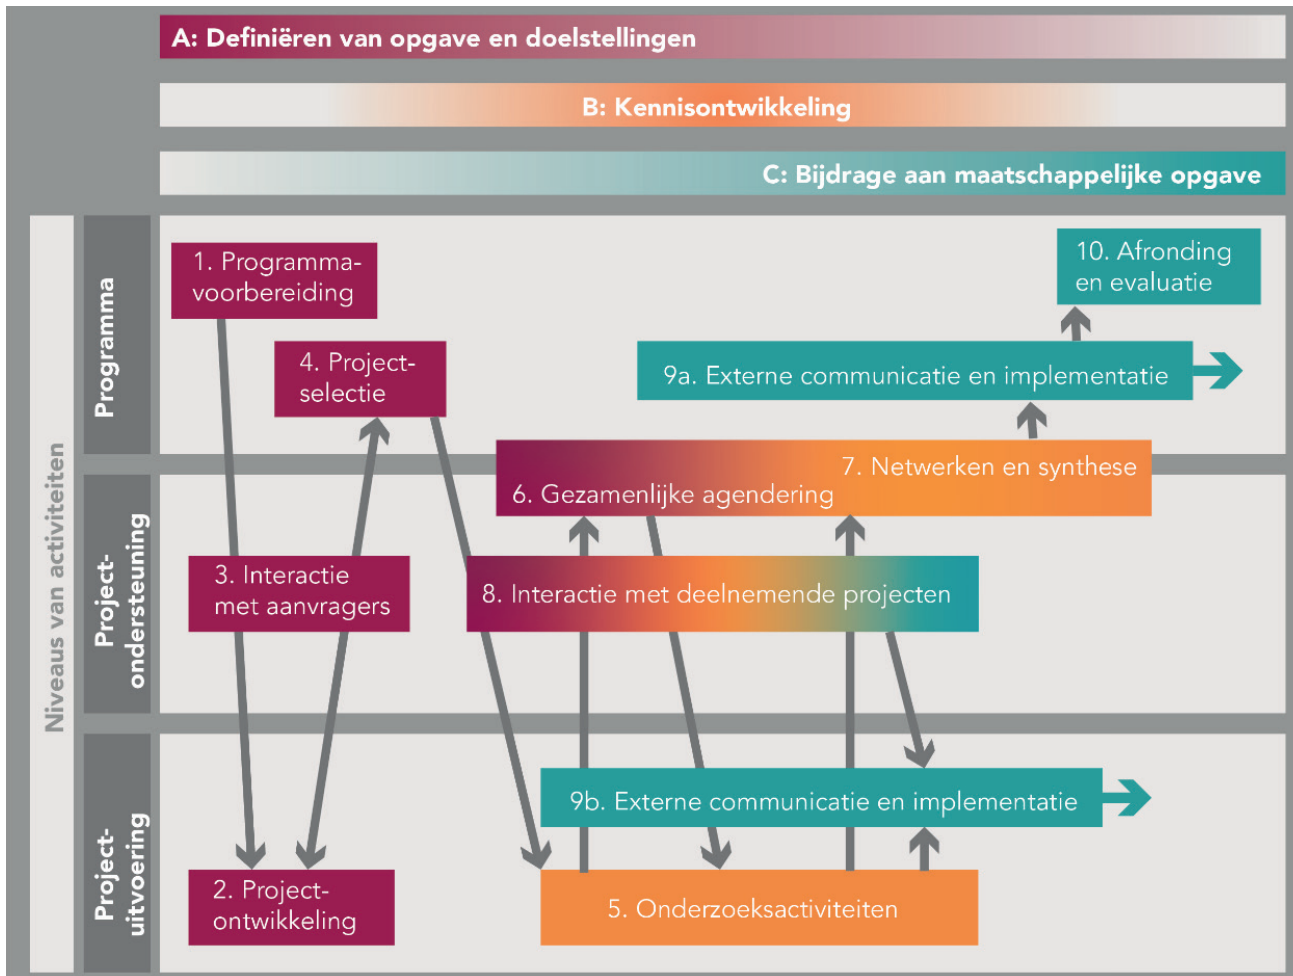 A: Definiëren van opgave en doelstellingen
B: Kennisontwikkeling
C: Bijdrage aan maatschappelijke opgave
Niveaus van activiteiten
Programma
1. Programma-
voorbereiding
4. Project-
selectie
10. Afronding
en evaluatie
9a. Externe communicatie en implementatie
7. Netwerken en synthese
6. Gezamenlijke agendering
Project-
ondersteuning
3. Interactie
met aanvragers
8. Interactie met deelnemende projecten
Project-
uitvoering
9b. Externe communicatie en implementatie
2. Project-
ontwikkeling
5. Onderzoeksactiviteiten